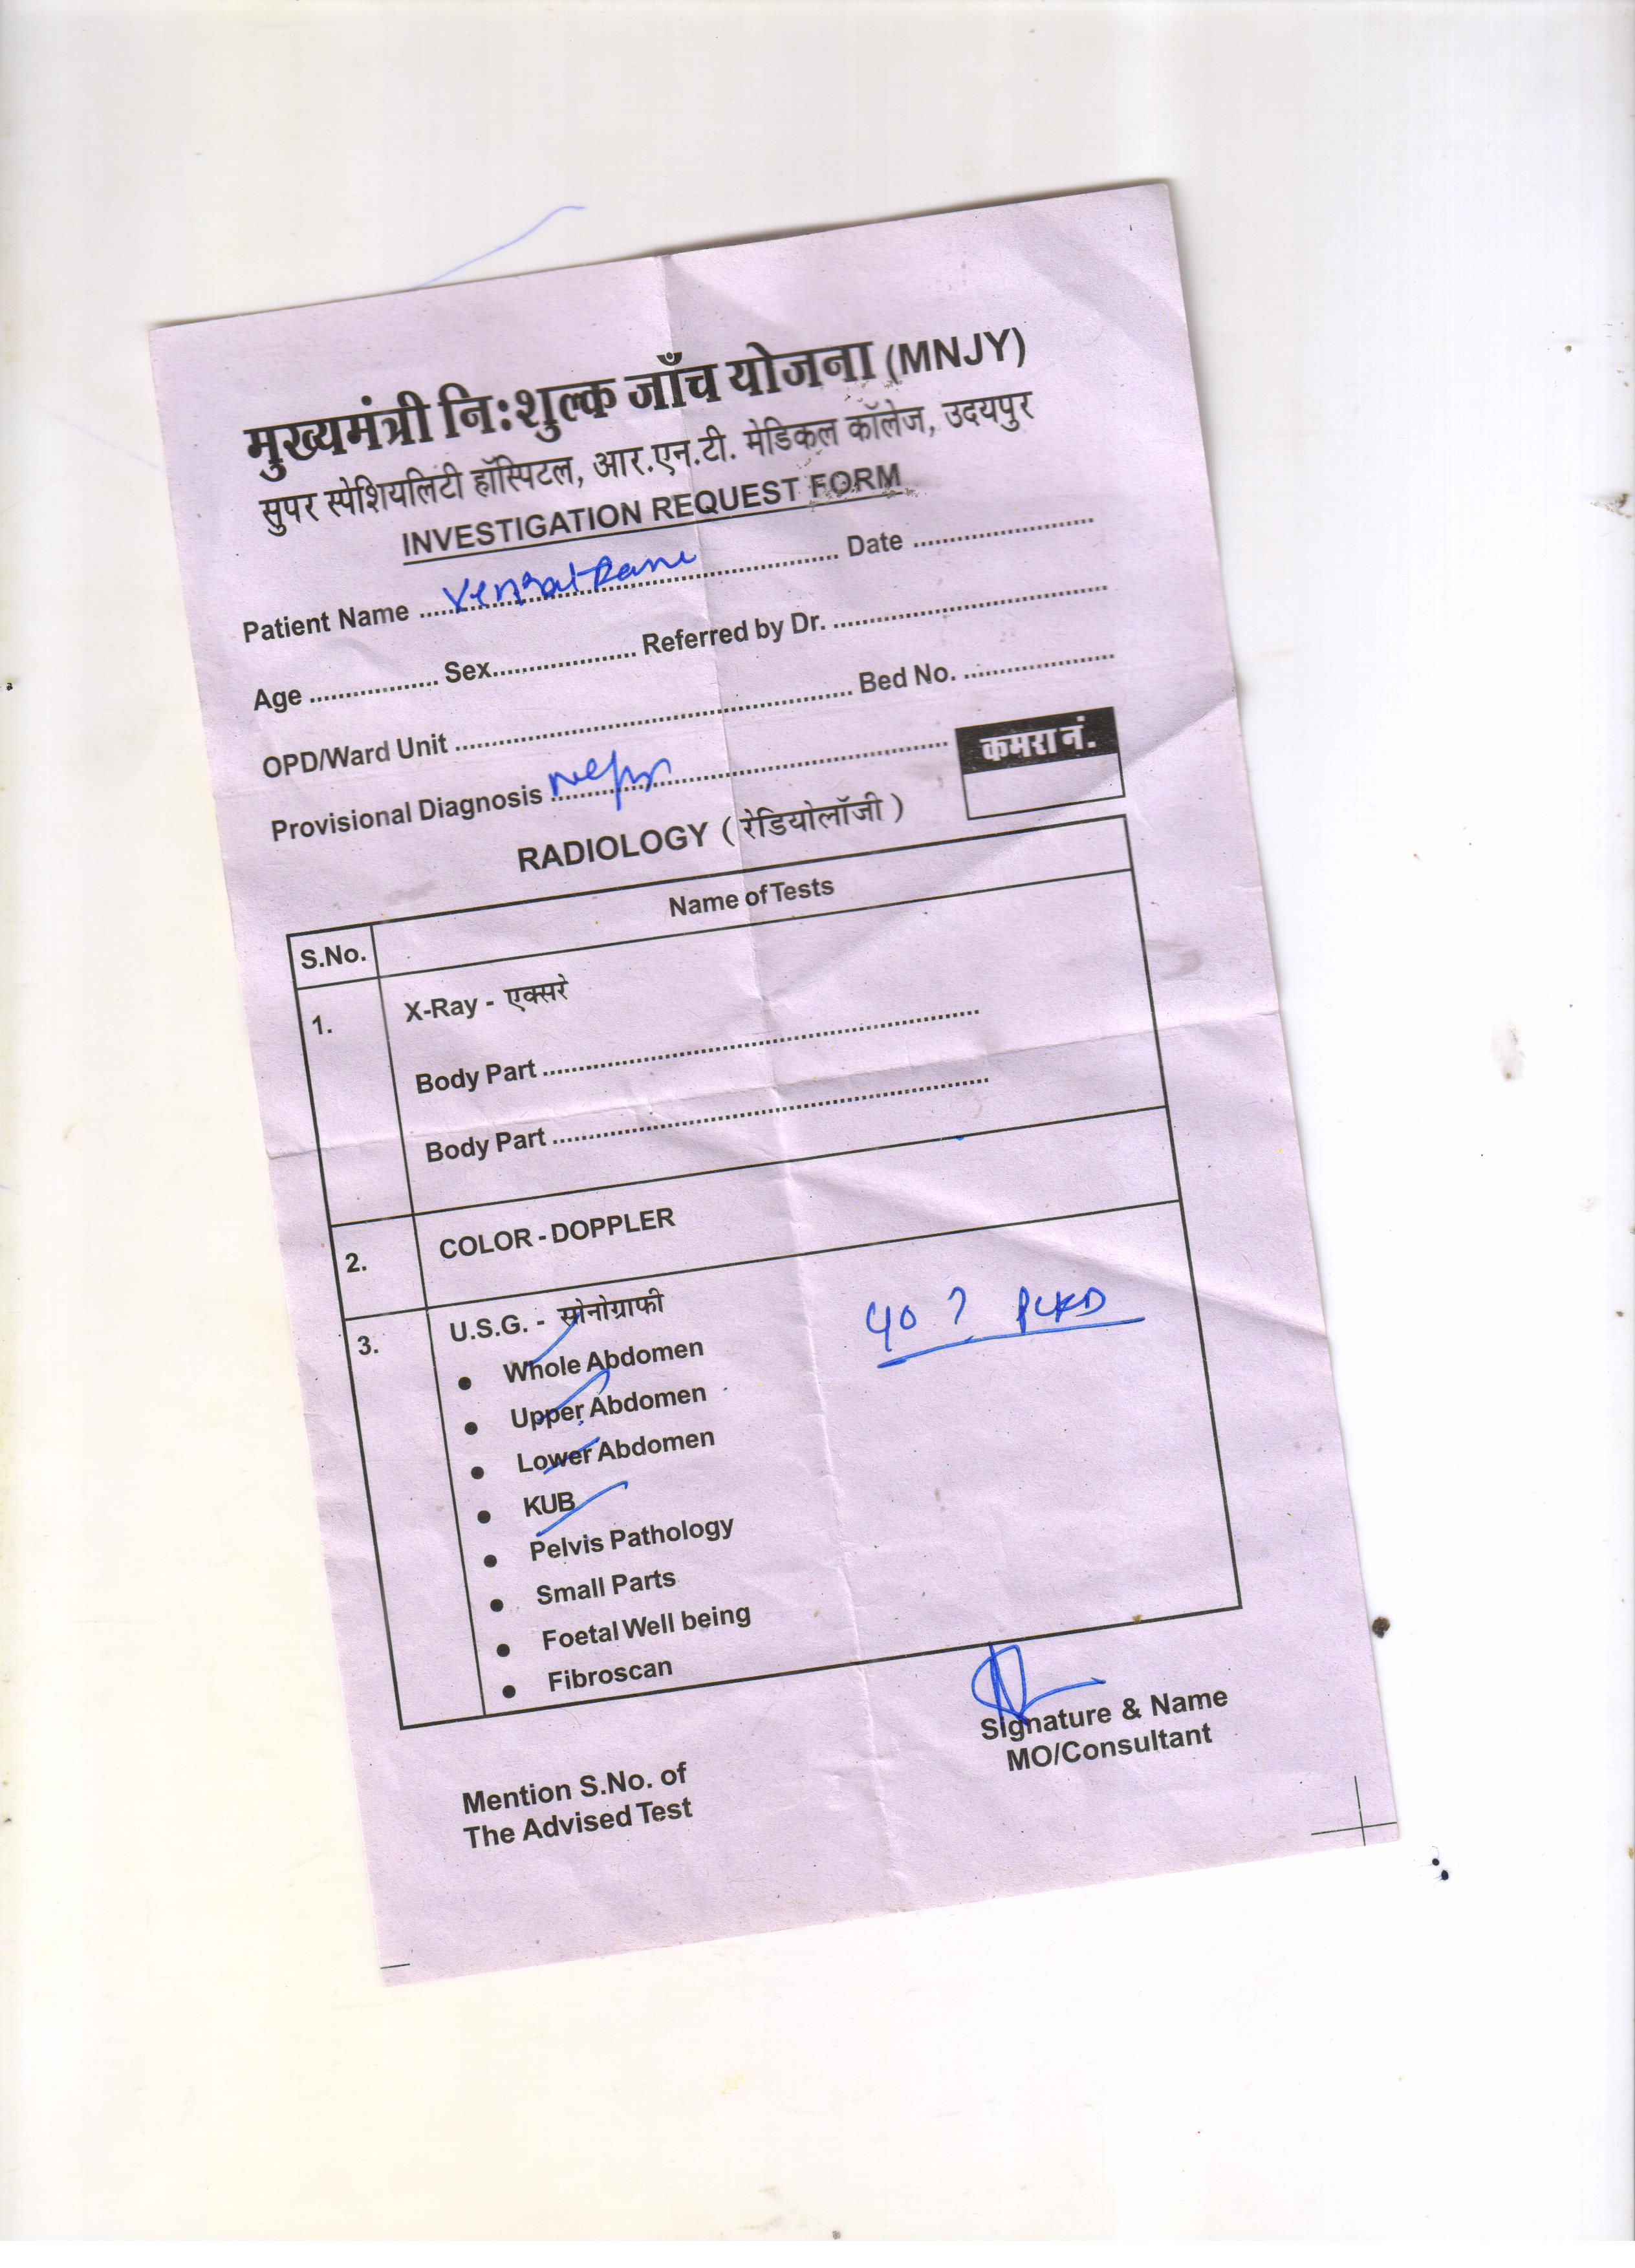 मुख्यमंत्री नि:शुल्क जाँच योजना (MNJY)
सुपर स्पेशियलिटी हॉस्पिटल, आर.एन.टी. मेडिकल कॉलेज, उदयपुर
INVESTIGATION REQUEST FORM
Patient Name .................... Date ....................
Age .................... Sex.................... Referred by Dr. ....................
OPD/Ward Unit .................... Bed No. ....................
Provisional Diagnosis ....................
कमरा नं.
RADIOLOGY ( रेडियोलॉजी )
S.No. Name of Tests
1. X-Ray - एक्सरे
Body Part ....................
Body Part ....................
2. COLOR - DOPPLER
3. U.S.G. - सोनोग्राफी
• Whole Abdomen
• Upper Abdomen
• Lower Abdomen
• KUB
• Pelvis Pathology
• Small Parts
• Foetal Well being
• Fibroscan
Signature & Name
MO/Consultant
Mention S.No. of
The Advised Test